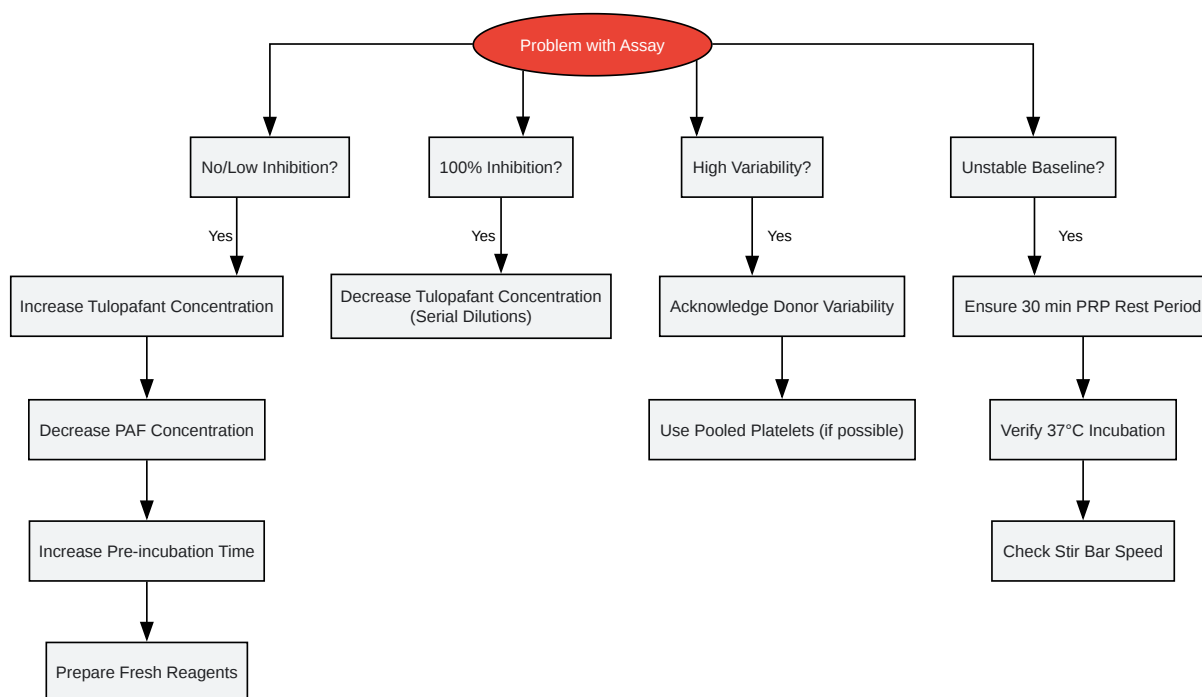 Problem with Assay
No/Low Inhibition?
100% Inhibition?
High Variability?
Unstable Baseline?
Yes
Yes
Yes
Yes
Increase Tulopafant Concentration
Decrease Tulopafant Concentration
(Serial Dilutions)
Acknowledge Donor Variability
Ensure 30 min PRP Rest Period
Decrease PAF Concentration
Use Pooled Platelets (if possible)
Verify 37°C Incubation
Increase Pre-incubation Time
Check Stir Bar Speed
Prepare Fresh Reagents